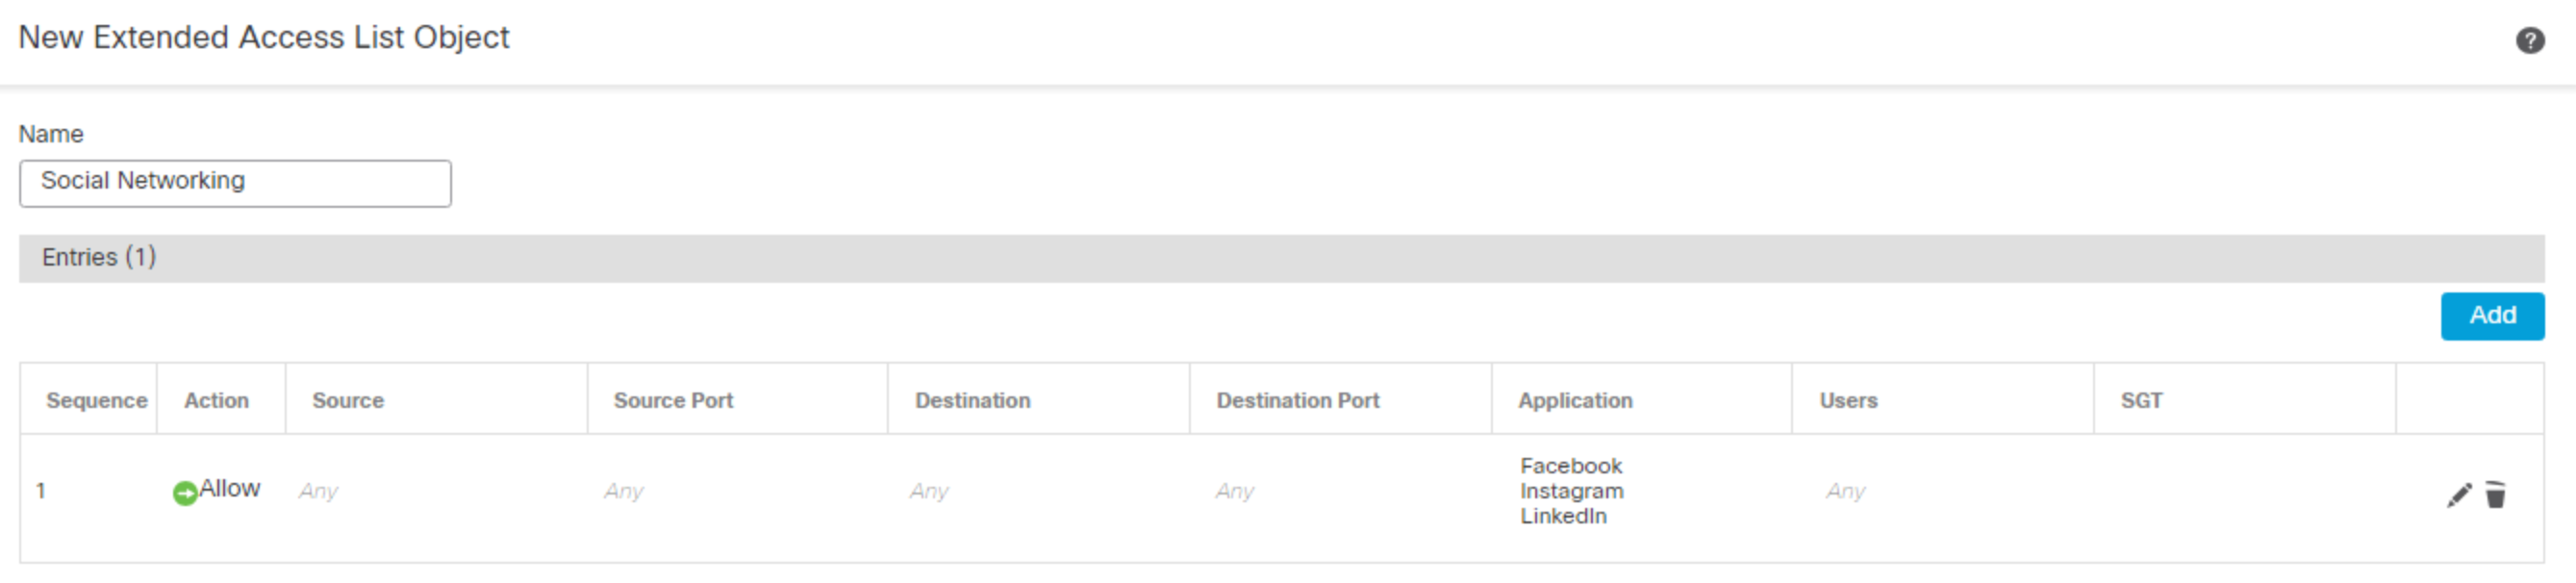 New Extended Access List Object
?
Name
Social Networking
Entries (1)
Add
Sequence Action Source Source Port Destination Destination Port Application Users SGT
1 Allow Any Any Any Any Facebook Instagram LinkedIn Any